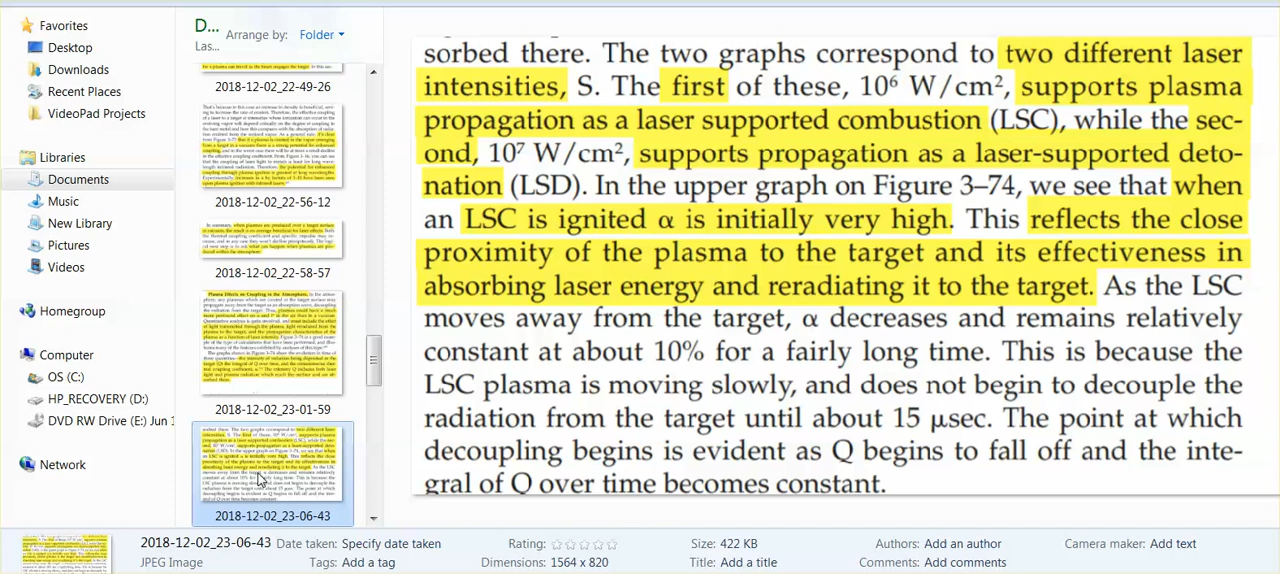 Favorites
Desktop
Downloads
Recent Places
VideoPad Projects
Libraries
Documents
Music
New Library
Pictures
Videos
Homegroup
Computer
OS (C:)
HP_RECOVERY (D:)
DVD RW Drive (E:) Jun 1
Network
D...
Las...
Arrange by: Folder
2018-12-02_22-49-26
2018-12-02_22-56-12
2018-12-02_22-58-57
2018-12-02_23-01-59
2018-12-02_23-06-43
sorbed there. The two graphs correspond to two different laser
intensities, S. The first of these, 10⁶ W/cm², supports plasma
propagation as a laser supported combustion (LSC), while the sec-
ond, 10⁷ W/cm², supports propagation as a laser-supported deto-
nation (LSD). In the upper graph on Figure 3–74, we see that when
an LSC is ignited α is initially very high. This reflects the close
proximity of the plasma to the target and its effectiveness in
absorbing laser energy and reradiating it to the target. As the LSC
moves away from the target, α decreases and remains relatively
constant at about 10% for a fairly long time. This is because the
LSC plasma is moving slowly, and does not begin to decouple the
radiation from the target until about 15 μsec. The point at which
decoupling begins is evident as Q begins to fall off and the inte-
gral of Q over time becomes constant.
2018-12-02_23-06-43 Date taken: Specify date taken Rating: Size: 422 KB Authors: Add an author Camera maker: Add text
JPEG Image Tags: Add a tag Dimensions: 1564 x 820 Title: Add a title Comments: Add comments